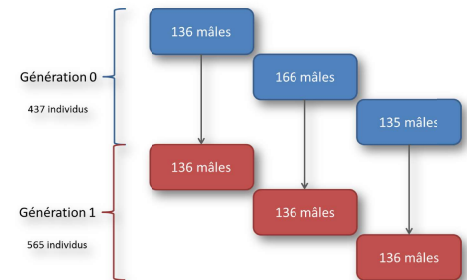 136 mâles
166 mâles
Génération 0
437 individus
135 mâles
136 mâles
136 mâles
Génération 1
565 individus
136 mâles